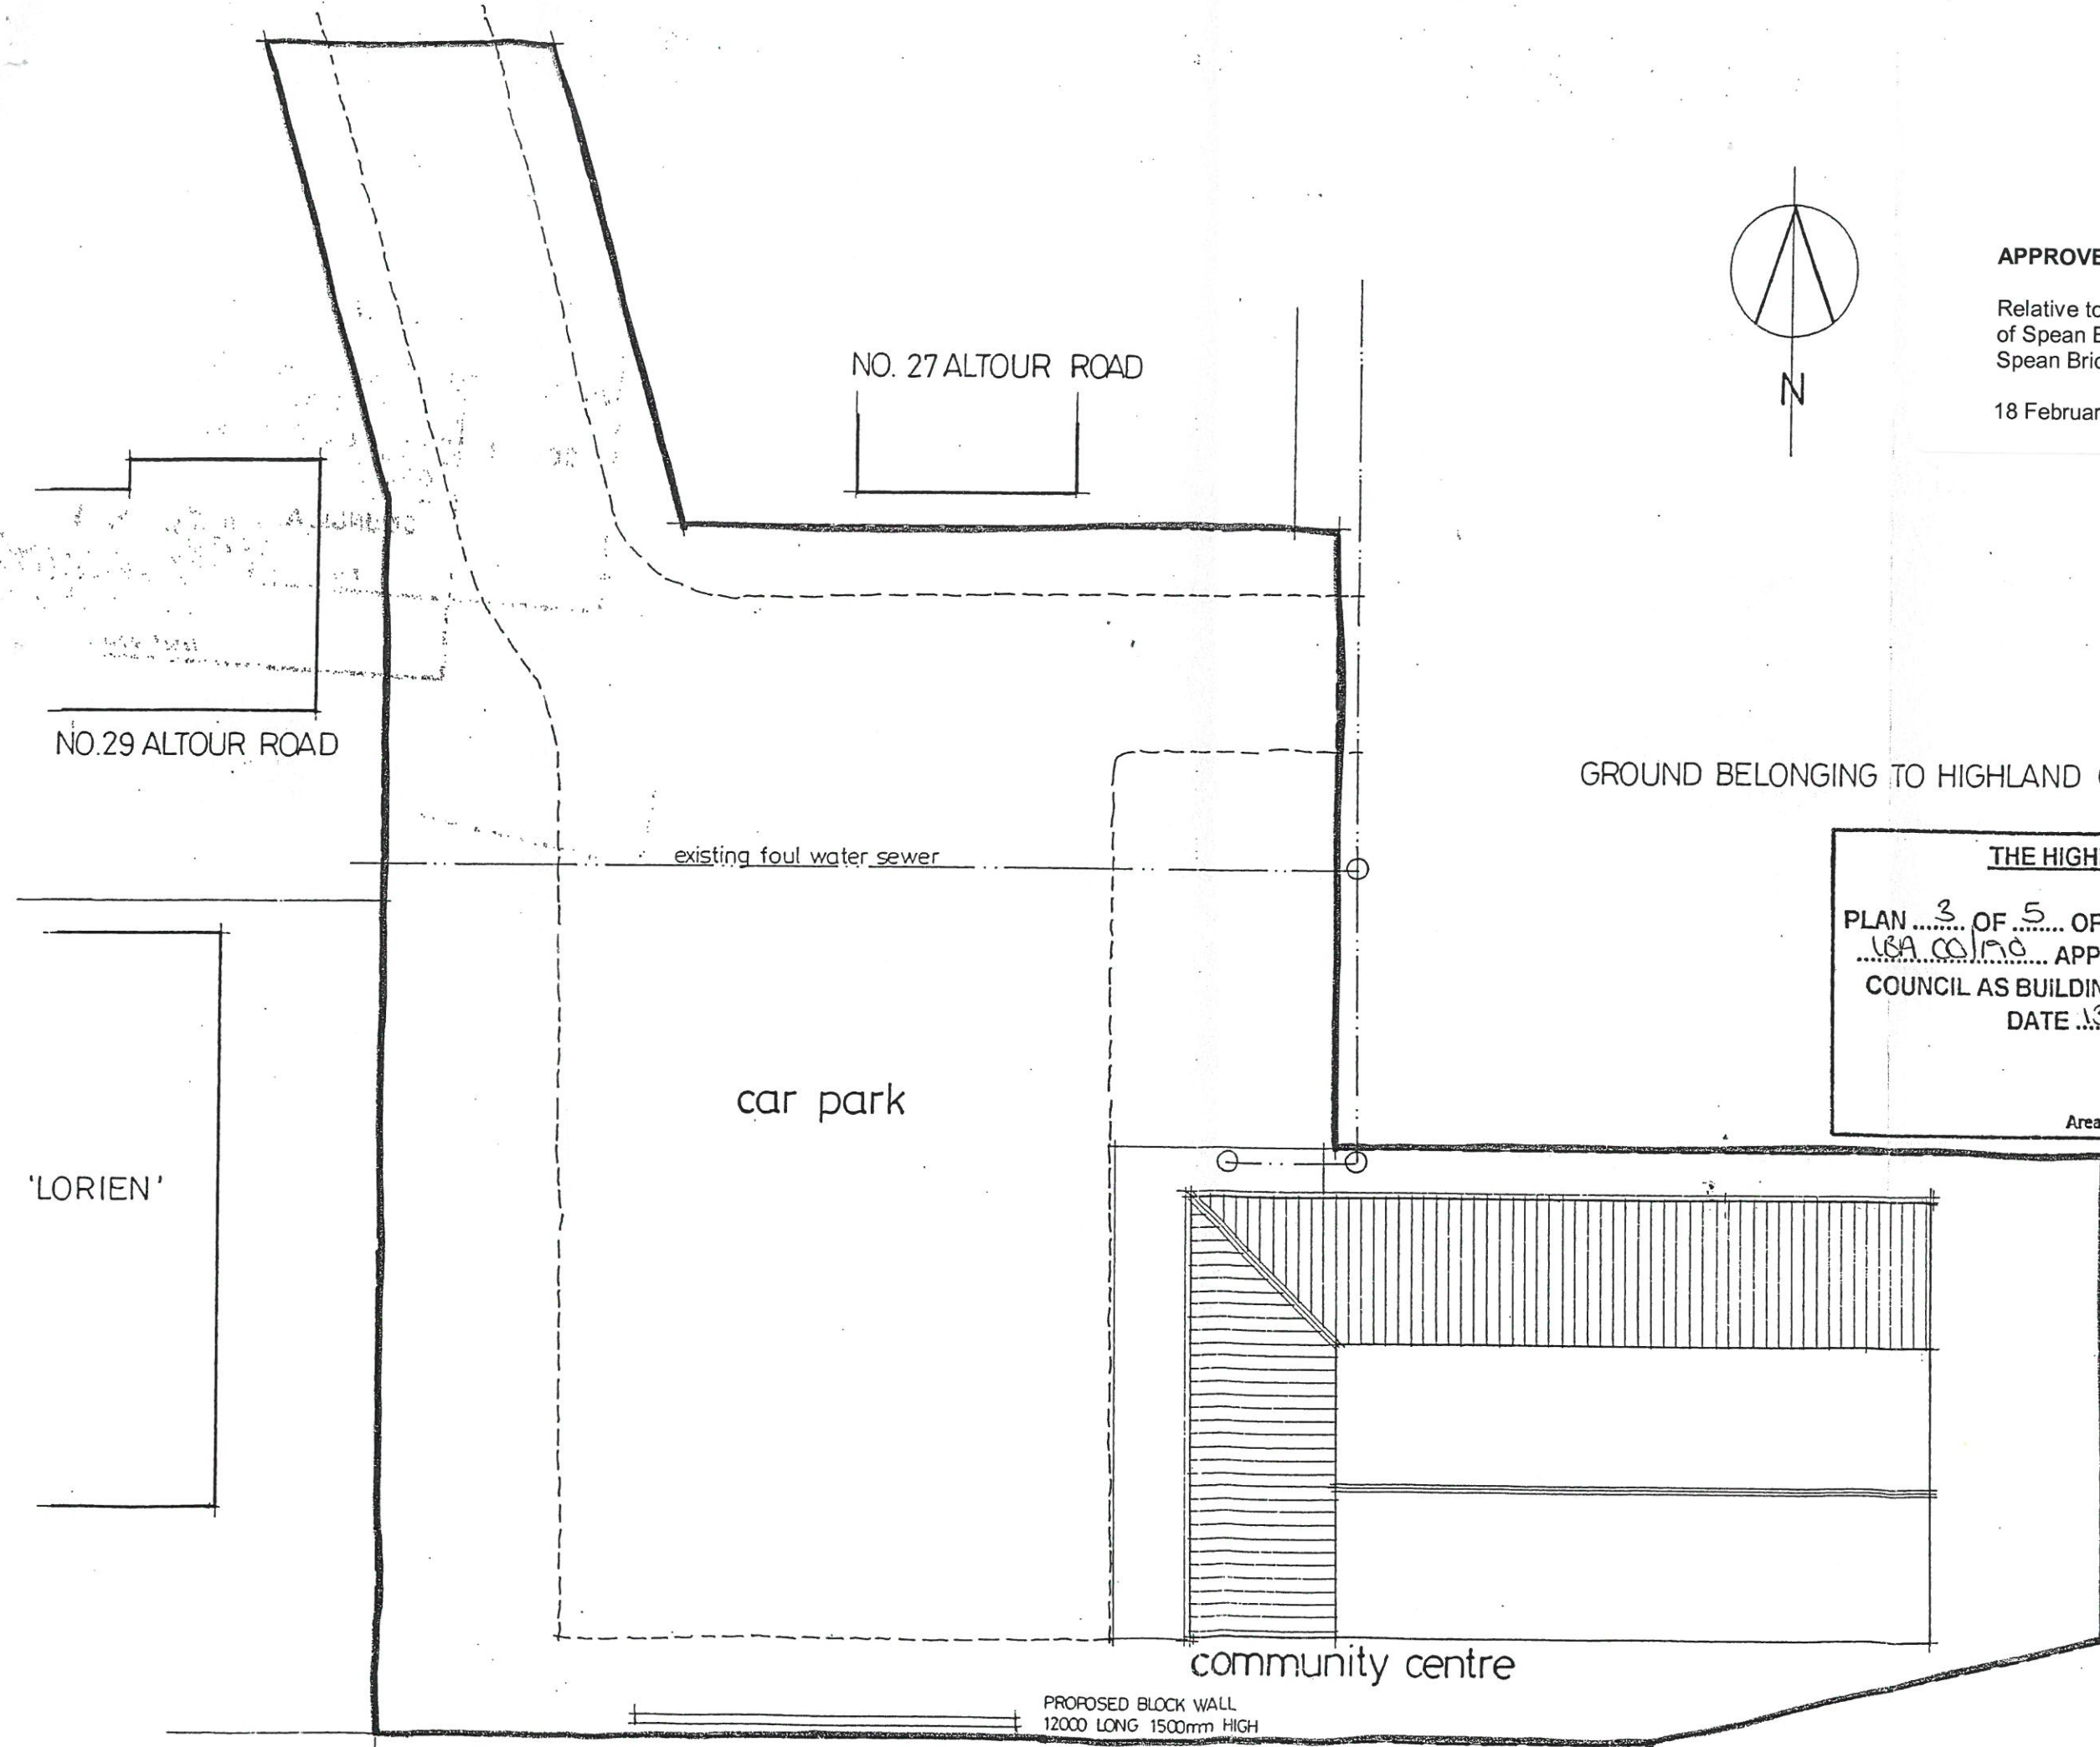 NO. 27 ALTOUR ROAD
N
APPROVE
Relative to
of Spean B
Spean Brid
18 Februar
NO.29 ALTOUR ROAD
GROUND BELONGING TO HIGHLAND
existing foul water sewer
THE HIGH
PLAN 3 OF 5 OF
APP
COUNCIL AS BUILDIN
DATE 13
Area
car park
'LORIEN'
community centre
PROPOSED BLOCK WALL
12000 LONG 1500mm HIGH